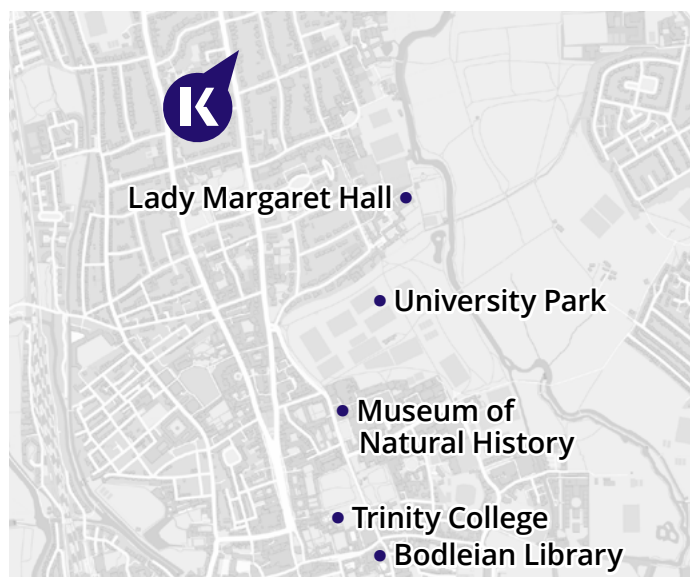 K
Lady Margaret Hall
University Park
Museum of
Natural History
Trinity College
Bodleian Library